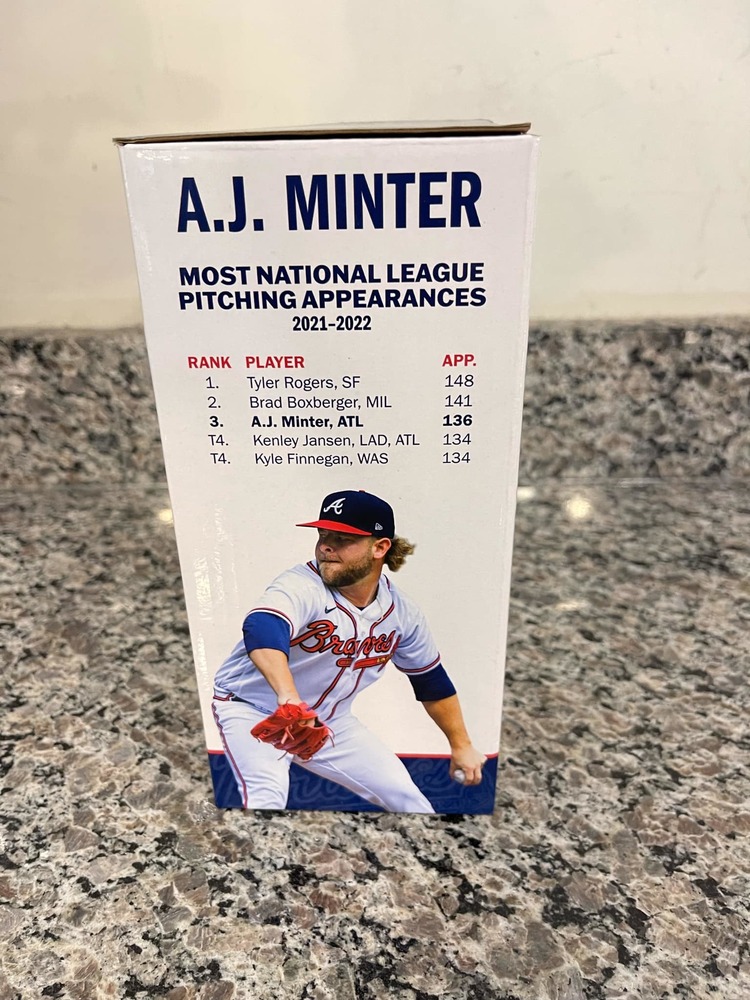 A.J. MINTER
MOST NATIONAL LEAGUE
PITCHING APPEARANCES
2021–2022
RANK PLAYER APP.
1. Tyler Rogers, SF 148
2. Brad Boxberger, MIL 141
3. A.J. Minter, ATL 136
T4. Kenley Jansen, LAD, ATL 134
T4. Kyle Finnegan, WAS 134
A
Braves